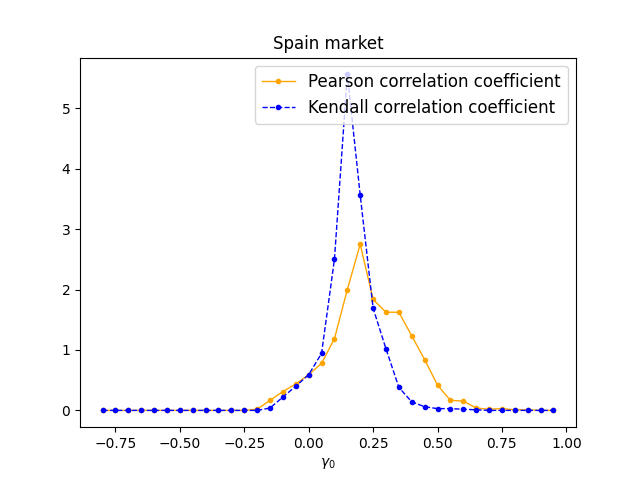 Spain market
Pearson correlation coefficient
Kendall correlation coefficient
5
4
3
2
1
0
−0.75 −0.50 −0.25 0.00 0.25 0.50 0.75 1.00
γ₀